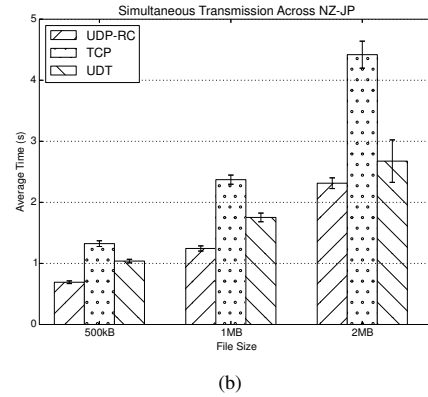 Simultaneous Transmission Across NZ-JP
5
UDP-RC
TCP
UDT
4
3
2
1
0
Average Time (s)
500kB 1MB 2MB
File Size
(b)